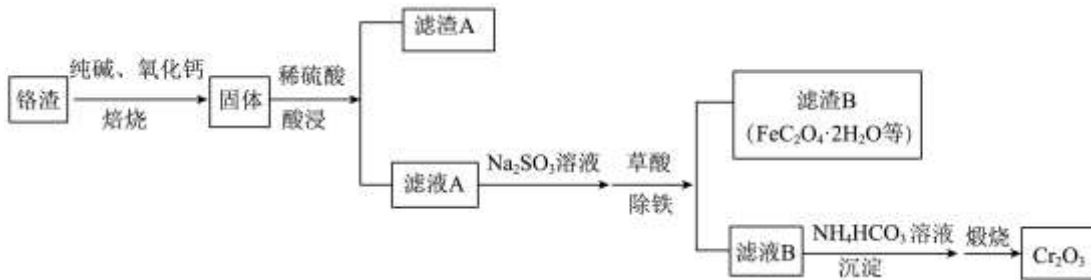 铬渣
纯碱、氧化钙
焙烧
固体
稀硫酸
酸浸
滤渣A
滤液A
Na₂SO₃溶液
草酸
除铁
滤渣B
（FeC₂O₄·2H₂O等）
滤液B
NH₄HCO₃溶液
沉淀
煅烧
Cr₂O₃